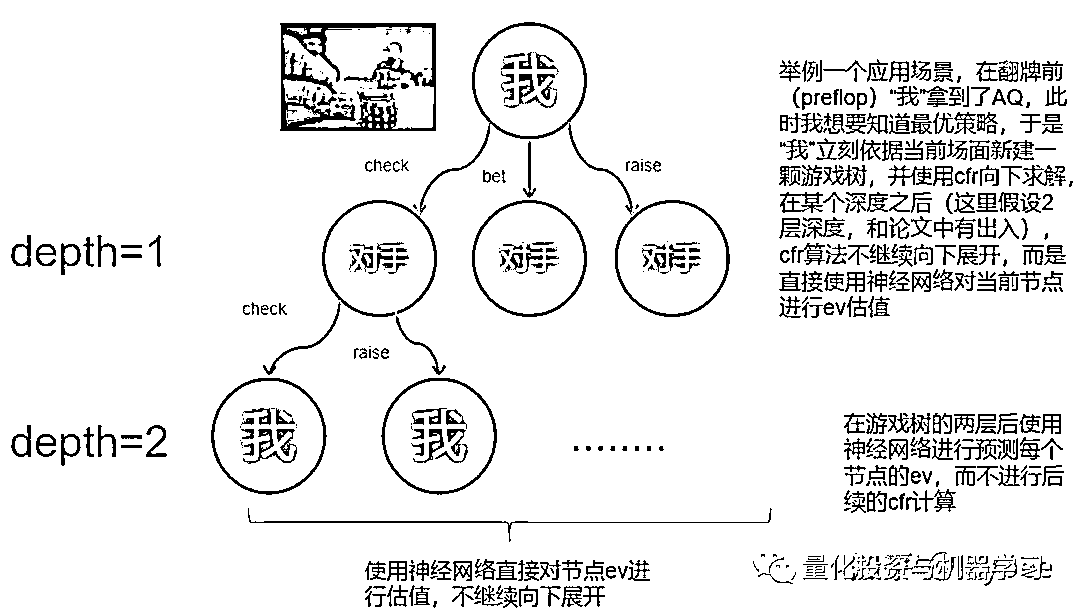 我
举例一个应用场景，在翻牌前
（preflop）“我”拿到了AQ，此
时我想要知道最优策略，于是
“我”立刻依据当前场面新建一
颗游戏树，并使用cfr向下求解，
在某个深度之后（这里假设2
层深度，和论文中有出入），
cfr算法不继续向下展开，而是
直接使用神经网络对当前节点
进行ev估值
check
bet
raise
depth=1
对手
对手
对手
check
raise
depth=2
我
我
........
在游戏树的两层后使用
神经网络进行预测每个
节点的ev，而不进行后
续的cfr计算
使用神经网络直接对节点ev进
行估值，不继续向下展开
量化投资与机器学习